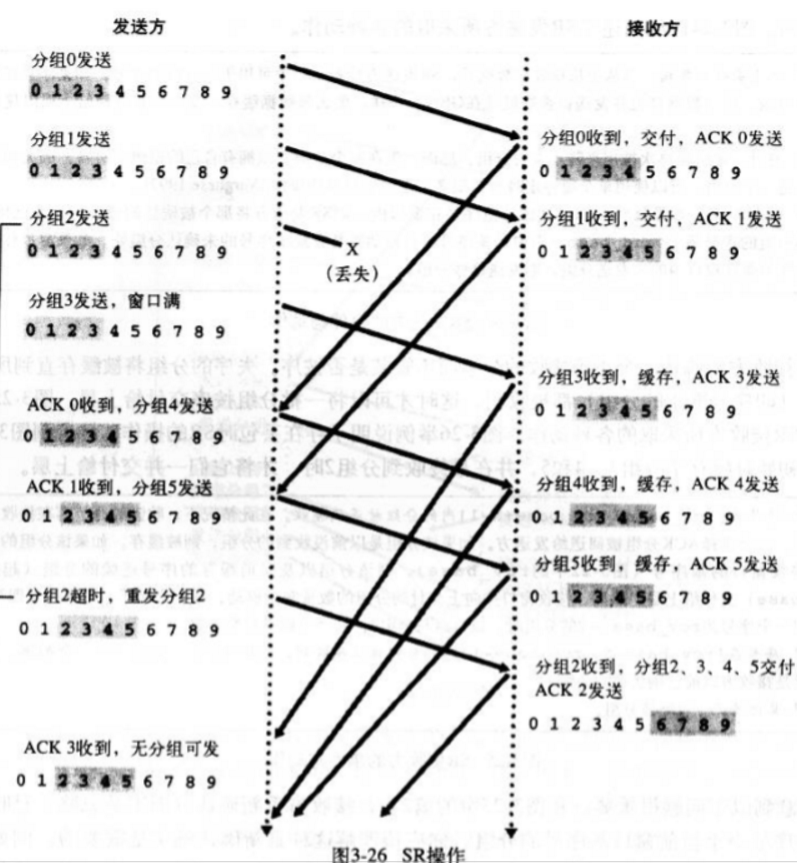 发送方
分组0发送
0 1 2 3 4 5 6 7 8 9
分组1发送
0 1 2 3 4 5 6 7 8 9
分组2发送
0 1 2 3 4 5 6 7 8 9
分组3发送，窗口满
0 1 2 3 4 5 6 7 8 9
ACK 0收到，分组4发送
0 1 2 3 4 5 6 7 8 9
ACK 1收到，分组5发送
0 1 2 3 4 5 6 7 8 9
分组2超时，重发分组2
0 1 2 3 4 5 6 7 8 9
ACK 3收到，无分组可发
0 1 2 3 4 5 6 7 8 9
X
(丢失)
接收方
分组0收到，交付，ACK 0发送
0 1 2 3 4 5 6 7 8 9
分组1收到，交付，ACK 1发送
0 1 2 3 4 5 6 7 8 9
分组3收到，缓存，ACK 3发送
0 1 2 3 4 5 6 7 8 9
分组4收到，缓存，ACK 4发送
0 1 2 3 4 5 6 7 8 9
分组5收到，缓存，ACK 5发送
0 1 2 3 4 5 6 7 8 9
分组2收到，分组2、3、4、5交付
ACK 2发送
0 1 2 3 4 5 6 7 8 9
图3-26 SR操作